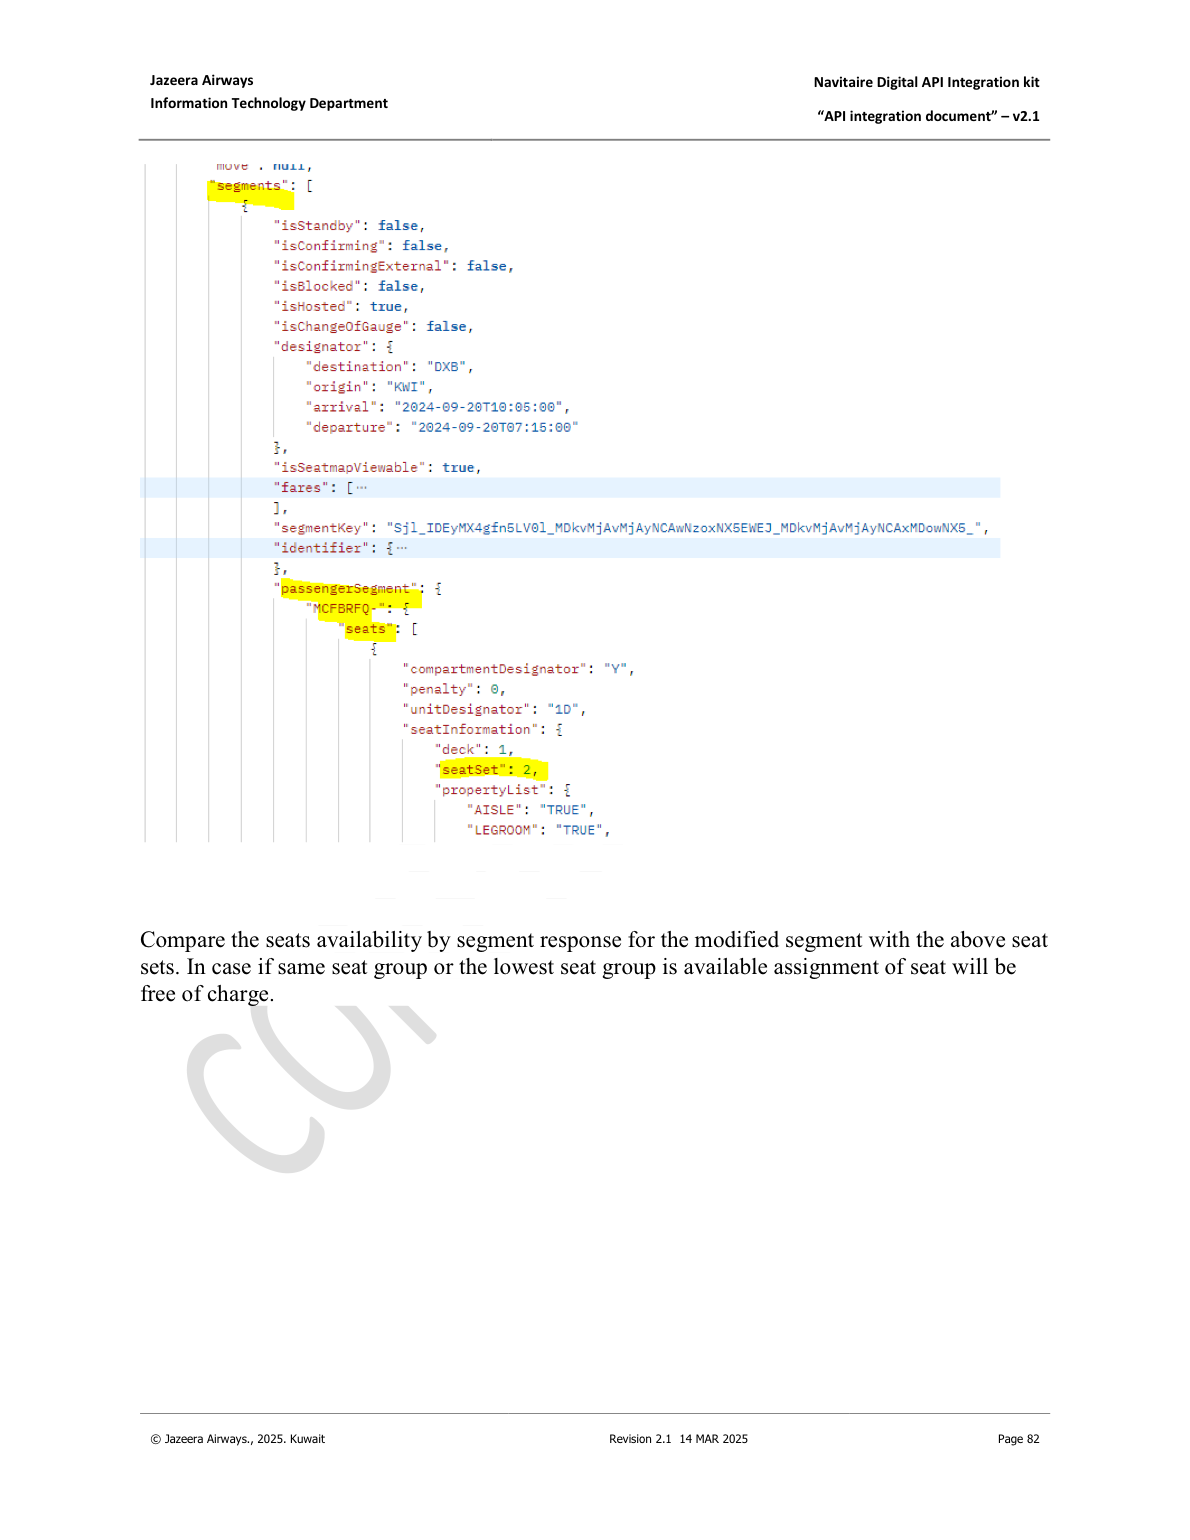 Jazeera Airways
Information Technology Department
Navitaire Digital API Integration kit
“API integration document” – v2.1
move": null,
"segments": [
{
"isStandby": false,
"isConfirming": false,
"isConfirmingExternal": false,
"isBlocked": false,
"isHosted": true,
"isChangeOfGauge": false,
"designator": {
"destination": "DXB",
"origin": "KWI",
"arrival": "2024-09-20T10:05:00",
"departure": "2024-09-20T07:15:00"
},
"isSeatmapViewable": true,
"fares": [ ...
],
"segmentKey": "Sjl_IDEyMX4gfn5LV0l_MDkvMjAvMjAyNCAwNzoxNX5EWEJ_MDkvMjAvMjAyNCAxMDowNX5_",
"identifier": { ...
},
"passengerSegment": {
"MCFBRFQ-": {
"seats": [
{
"compartmentDesignator": "Y",
"penalty": 0,
"unitDesignator": "1D",
"seatInformation": {
"deck": 1,
"seatSet": 2,
"propertyList": {
"AISLE": "TRUE",
"LEGROOM": "TRUE",
Compare the seats availability by segment response for the modified segment with the above seat
sets. In case if same seat group or the lowest seat group is available assignment of seat will be
free of charge.
© Jazeera Airways., 2025. Kuwait
Revision 2.1 14 MAR 2025
Page 82